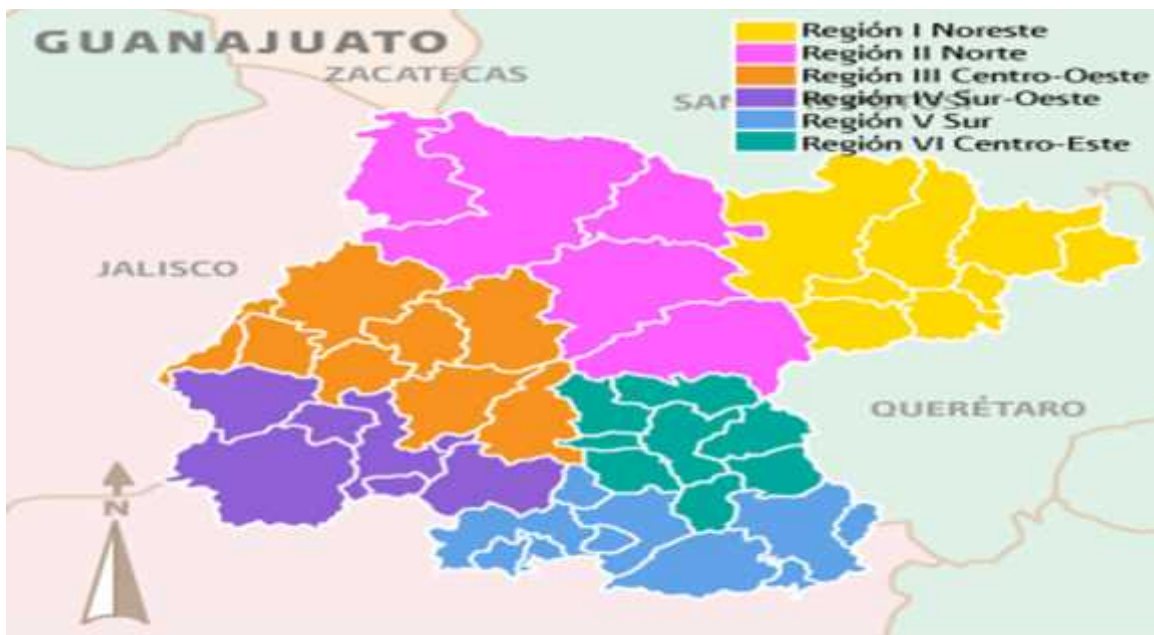 GUANAJUATO
ZACATECAS
SAN
Región I Noreste
Región II Norte
Región III Centro-Oeste
Región IV Sur-Oeste
Región V Sur
Región VI Centro-Este
JALISCO
QUERÉTARO
N